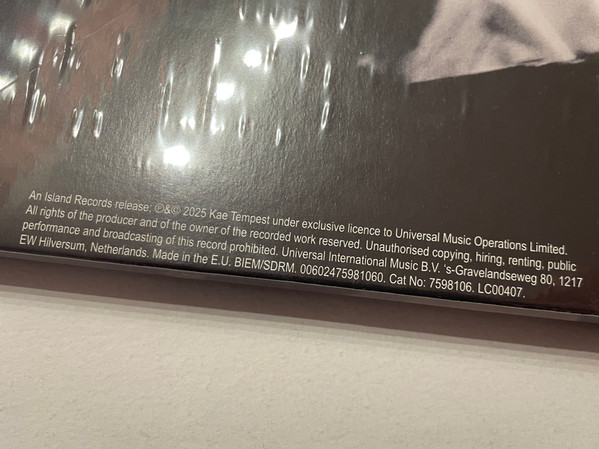 An Island Records release; ℗&© 2025 Kae Tempest under exclusive licence to Universal Music Operations Limited.
All rights of the producer and of the owner of the recorded work reserved. Unauthorised copying, hiring, renting, public
performance and broadcasting of this record prohibited. Universal International Music B.V. 's-Gravelandseweg 80, 1217
EW Hilversum, Netherlands. Made in the E.U. BIEM/SDRM. 00602475981060. Cat No: 7598106. LC00407.